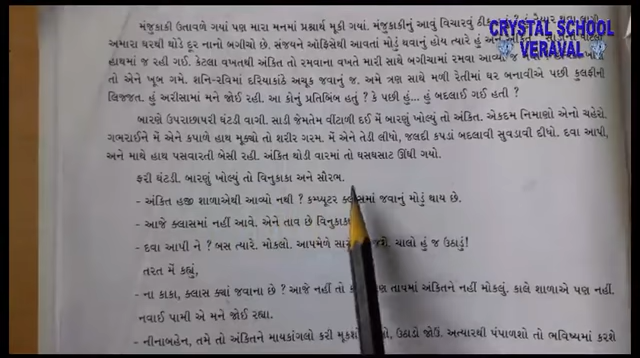 મંજુકાકી ઉતાવળે ગયાં પણ મારા મનમાં પ્રશ્નાર્થ મૂકી ગયાં. મંજુકાકીનું આવું વિચારવું ઠીક
CRYSTAL SCHOOL
VERAVAL
અમારા ઘરથી થોડે દૂર નાનો બગીચો છે. સંજયને ઓફિસેથી આવતાં મોડું થવાનું હોય ત્યારે હું અને અંકિત
હાથમાં જ રહી ગઈ. કેટલા વખતથી અંકિત તો રમવાના વખતે મારી સાથે બગીચામાં રમવા આવ્યો જ
તો એને ખૂબ ગમે. શનિ-રવિમાં દરિયાકાંઠે અચૂક જવાનું જ. અમે ત્રણ સાથે મળી રેતીમાં ઘર બનાવીએ પછી કુલફીની
લિજ્જત. હું અરીસામાં મને જોઈ રહી. આ કોનું પ્રતિબિંબ હતું ? કે પછી હું... હું બદલાઈ ગઈ હતી ?
બારણે ઉપરાછાપરી ઘંટડી વાગી. સાડી જેમતેમ વીંટાળી દઈ મેં બારણું ખોલ્યું તો અંકિત. એકદમ નિમાણો એનો ચહેરો.
ગભરાઈને મેં એને કપાળે હાથ મૂક્યો તો શરીર ગરમ. મેં એને તેડી લીધો, જલદી કપડાં બદલાવી સુવડાવી દીધો. દવા આપી,
અને માથે હાથ પસવારતી બેસી રહી. અંકિત થોડી વારમાં તો ઘસઘસાટ ઊંઘી ગયો.
ફરી ઘંટડી. બારણું ખોલ્યું તો વિનુકાકા અને સૌરભ.
- અંકિત હજી શાળાએથી આવ્યો નથી ? કમ્પ્યૂટર ક્લાસમાં જવાનું મોડું થાય છે.
- આજે ક્લાસમાં નહીં આવે. એને તાવ છે વિનુકાકા
- દવા આપી ને ? બસ ત્યારે. મોકલો. આપમેળે ચાલો હું જ ઉઠાડું!
તરત મેં કહ્યું,
- ના કાકા, ક્લાસ ક્યાં જવાના છે ? આજે નહીં તો તાવમાં અંકિતને નહીં મોકલું. કાલે શાળાએ પણ નહીં.
નવાઈ પામી એ મને જોઈ રહ્યા.
- નીનાબહેન, તમે તો અંકિતને માયકાંગલો કરી મૂકશો ઉઠાડો જોઉં. અત્યારથી પંપાળશો તો ભવિષ્યમાં કરશે